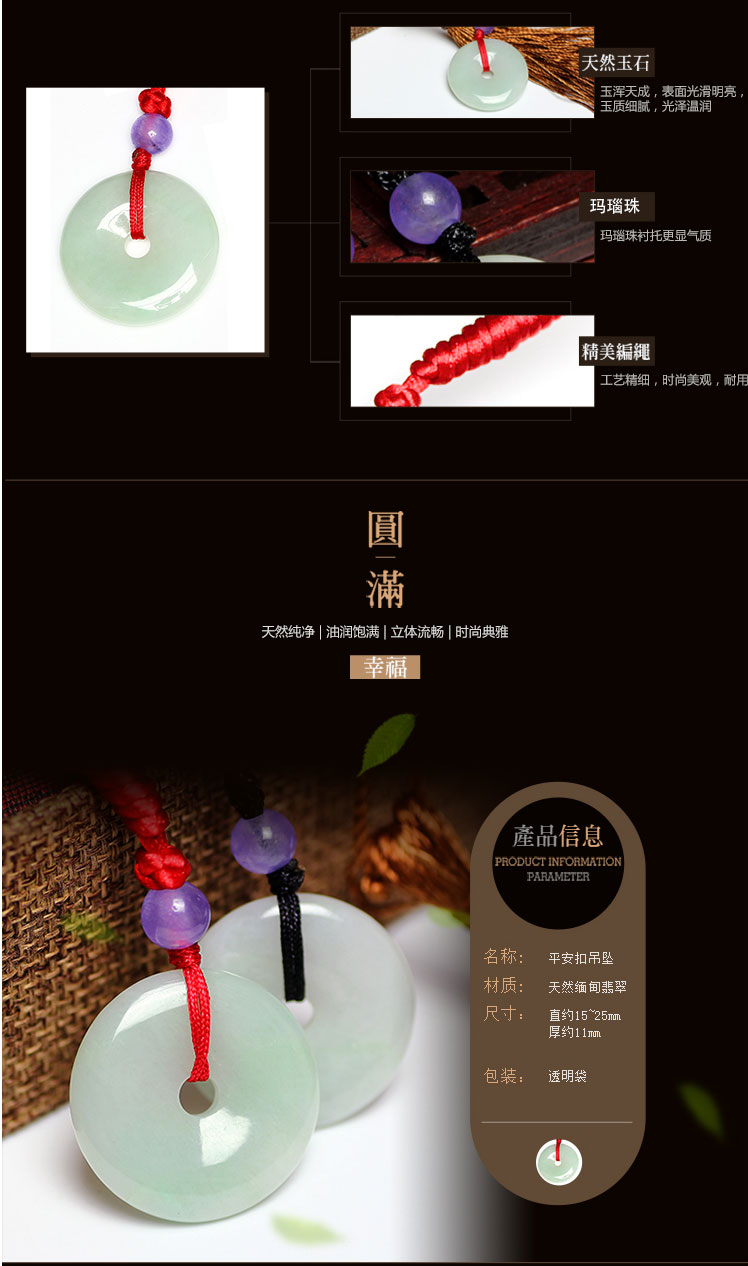 天然玉石
玉浑天成，表面光滑明亮，
玉质细腻，光泽温润
玛瑙珠
玛瑙珠衬托更显气质
精美編繩
工艺精细，时尚美观，耐用
圓
滿
天然纯净 | 油润饱满 | 立体流畅 | 时尚典雅
幸福
產品信息
PRODUCT INFORMATION
PARAMETER
名称: 平安扣吊坠
材质: 天然缅甸翡翠
尺寸: 直约15~25mm
厚约11mm
包装: 透明袋